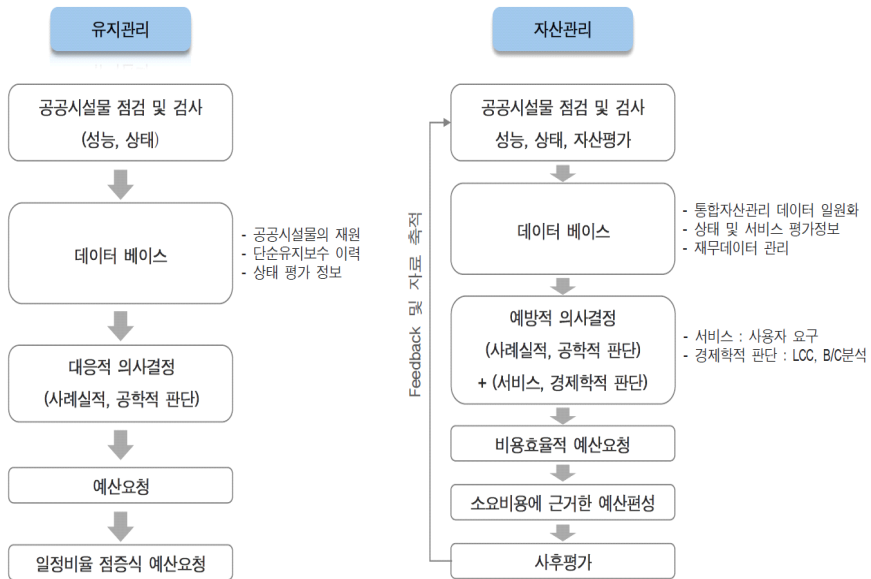 유지관리
공공시설물 점검 및 검사
(성능, 상태)
데이터 베이스
- 공공시설물의 재원
- 단순유지보수 이력
- 상태 평가 정보
대응적 의사결정
(사례실적, 공학적 판단)
예산요청
일정비율 점증식 예산요청
자산관리
공공시설물 점검 및 검사
성능, 상태, 자산평가
데이터 베이스
- 통합자산관리 데이터 일원화
- 상태 및 서비스 평가정보
- 재무데이터 관리
예방적 의사결정
(사례실적, 공학적 판단)
+ (서비스, 경제학적 판단)
- 서비스 : 사용자 요구
- 경제학적 판단 : LCC, B/C분석
비용효율적 예산요청
소요비용에 근거한 예산편성
사후평가
Feedback 및 자료 축적